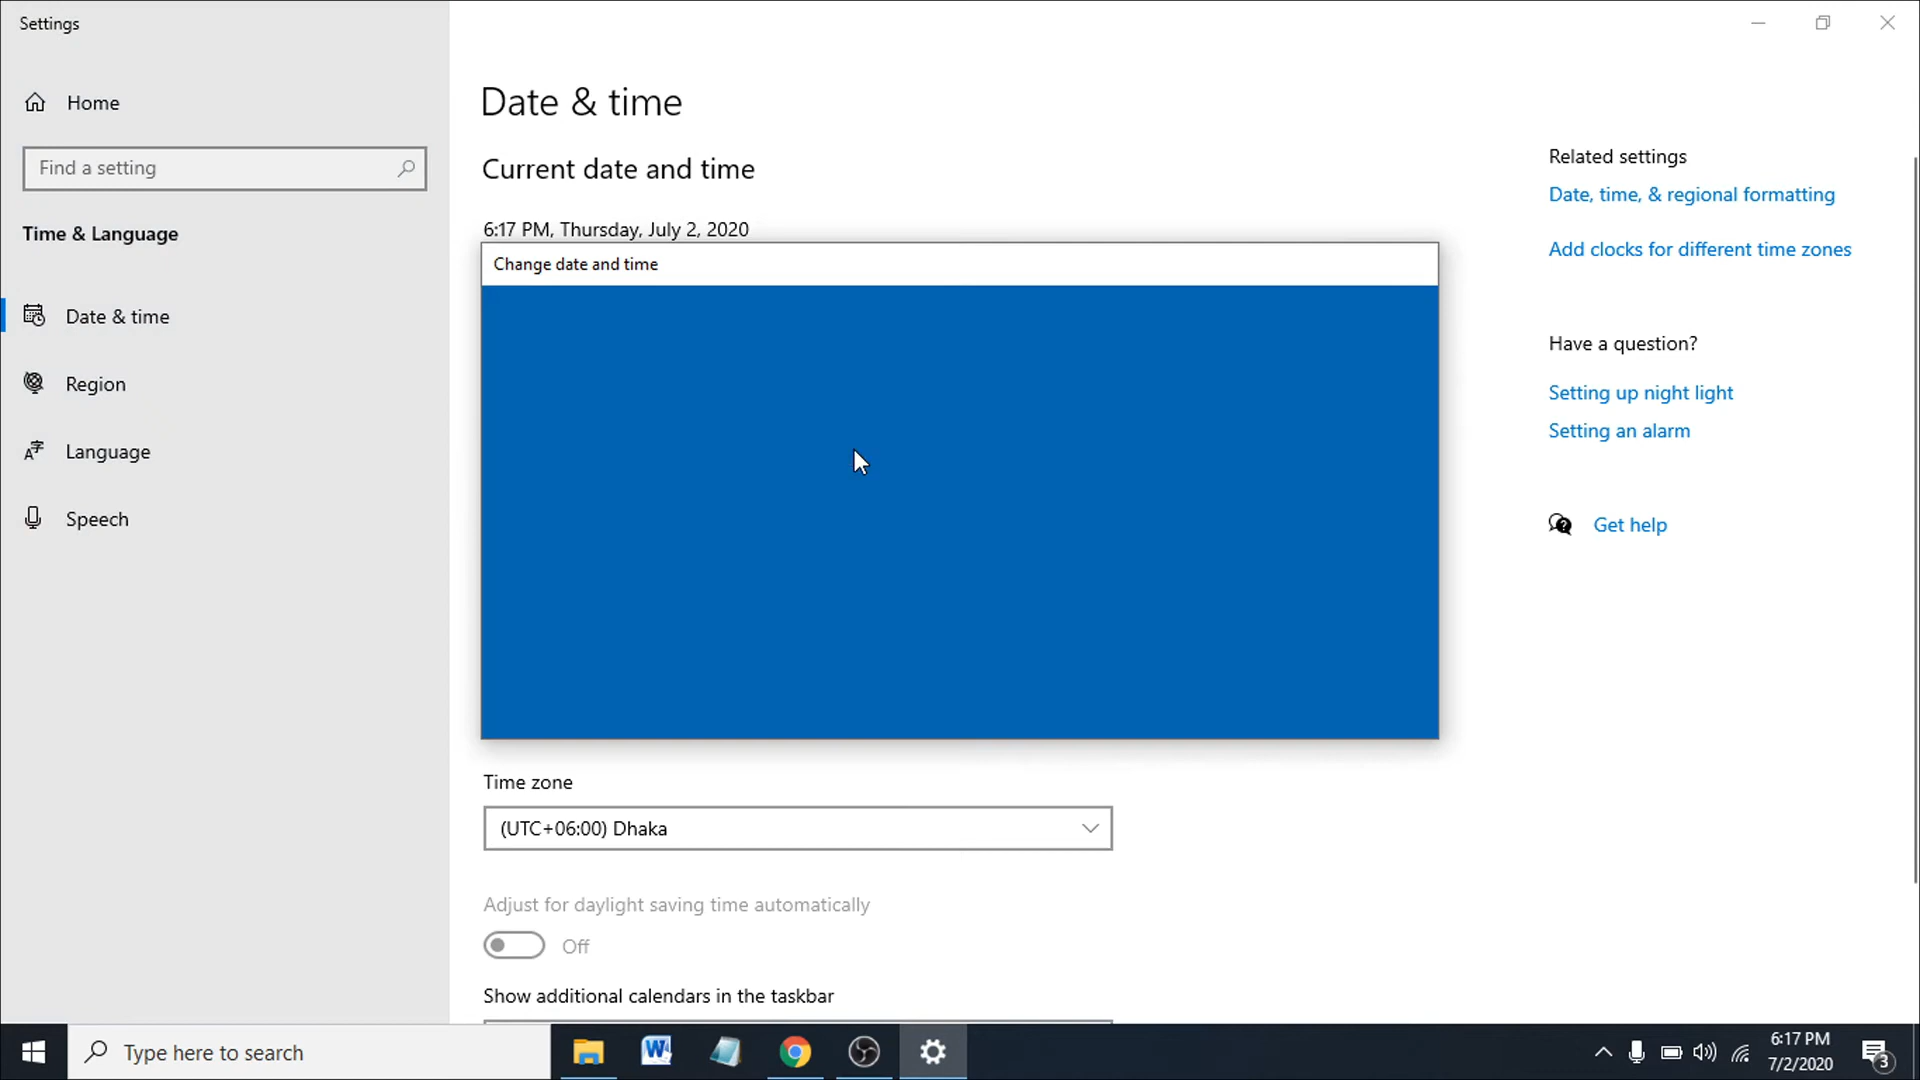 Settings
Home
Find a setting
Time & Language
Date & time
Region
Language
Speech
Date & time
Current date and time
6:17 PM, Thursday, July 2, 2020
Change date and time
Time zone
(UTC+06:00) Dhaka
Adjust for daylight saving time automatically
Off
Show additional calendars in the taskbar
Related settings
Date, time, & regional formatting
Add clocks for different time zones
Have a question?
Setting up night light
Setting an alarm
Get help
Type here to search
W
6:17 PM
7/2/2020
3